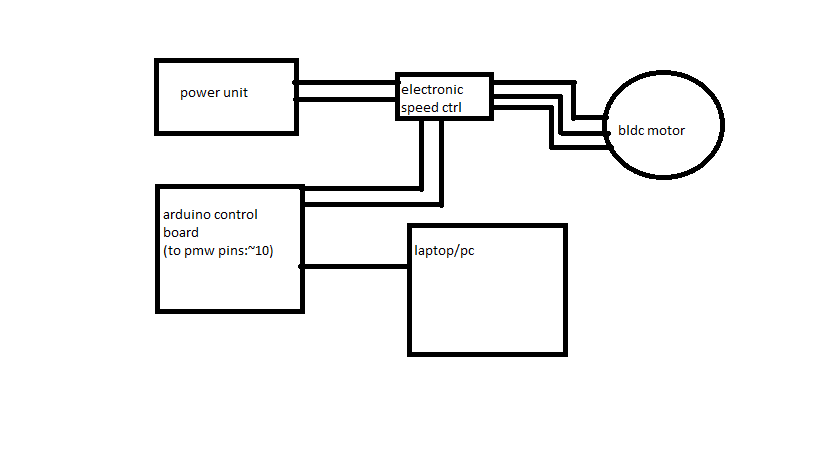 power unit
electronic
speed ctrl
bldc motor
arduino control
board
(to pmw pins:~10)
laptop/pc